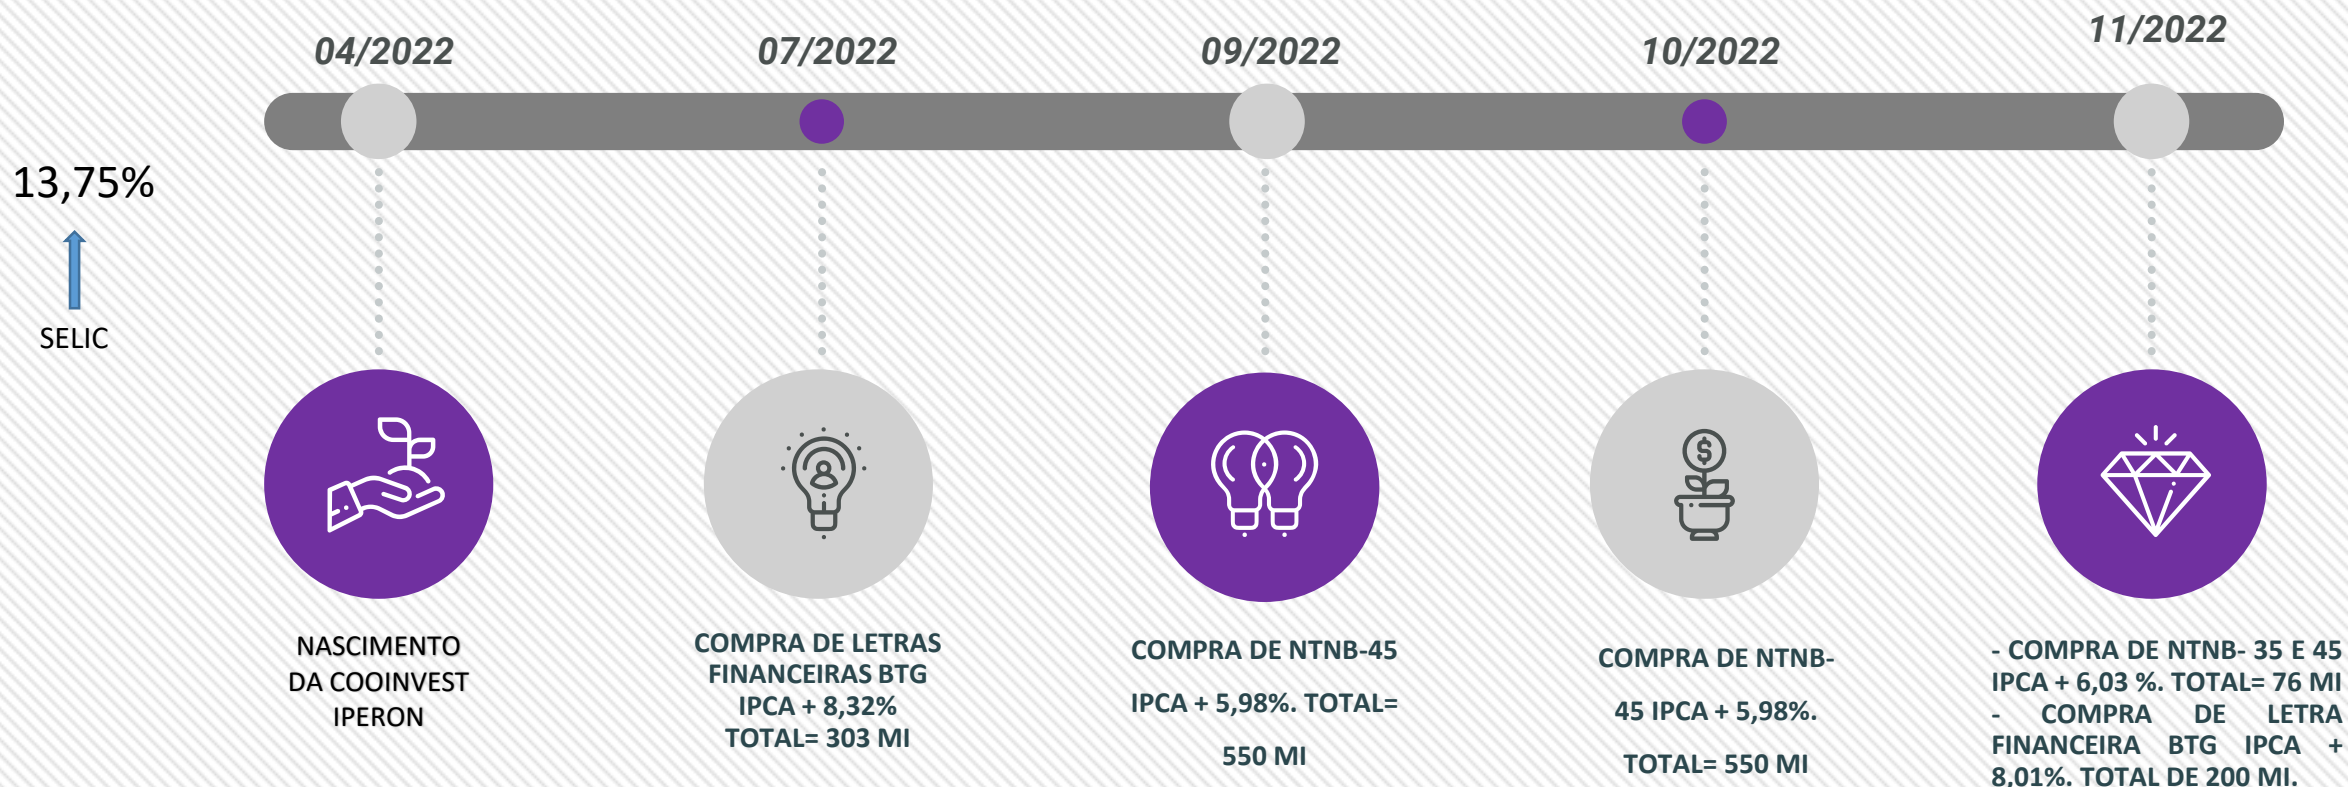 04/2022
07/2022
09/2022
10/2022
11/2022
13,75%
SELIC
NASCIMENTO
DA COOINVEST
IPERON
COMPRA DE LETRAS
FINANCEIRAS BTG
IPCA + 8,32%
TOTAL= 303 MI
COMPRA DE NTNB-45
IPCA + 5,98%. TOTAL=
550 MI
COMPRA DE NTNB-
45 IPCA + 5,98%.
TOTAL= 550 MI
- COMPRA DE NTNB- 35 E 45
IPCA + 6,03 %. TOTAL= 76 MI
- COMPRA DE LETRA
FINANCEIRA BTG IPCA +
8,01%. TOTAL DE 200 MI.